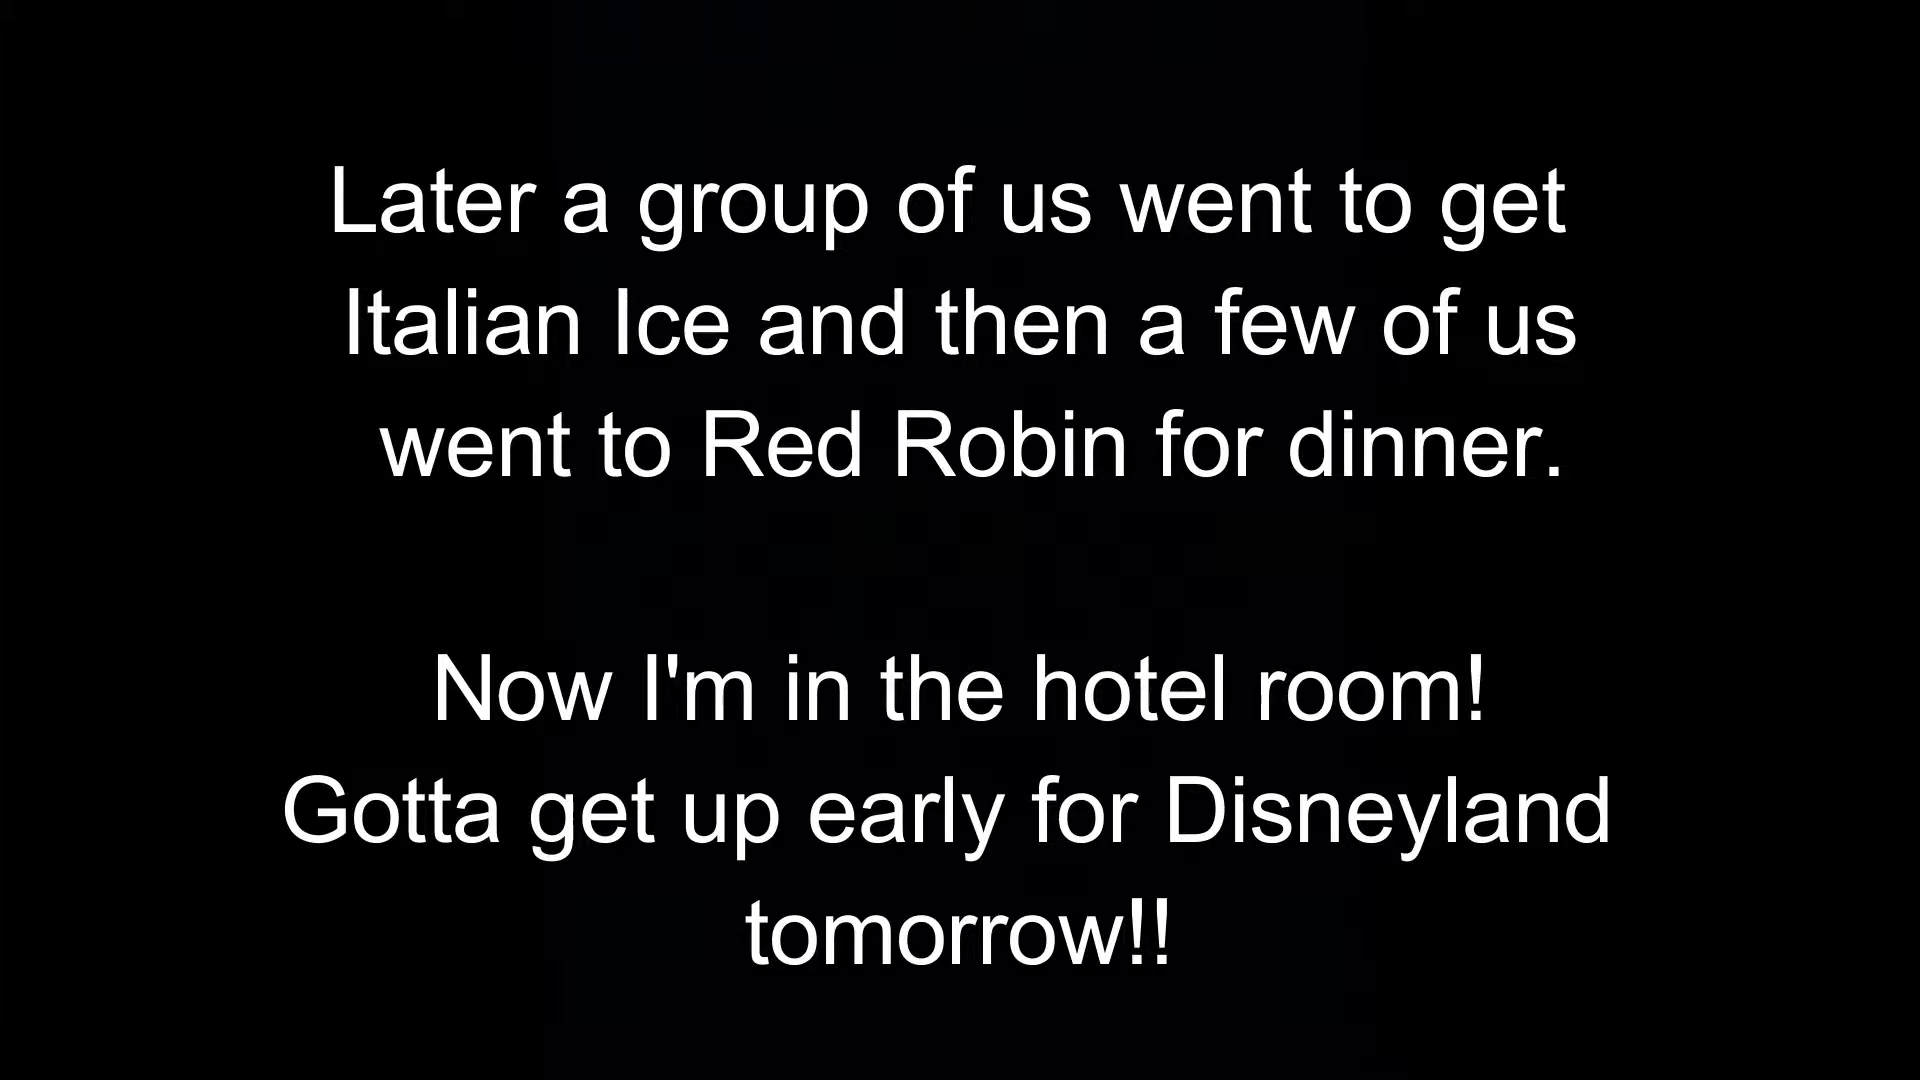 Later a group of us went to get
Italian Ice and then a few of us
went to Red Robin for dinner.
Now I'm in the hotel room!
Gotta get up early for Disneyland
tomorrow!!